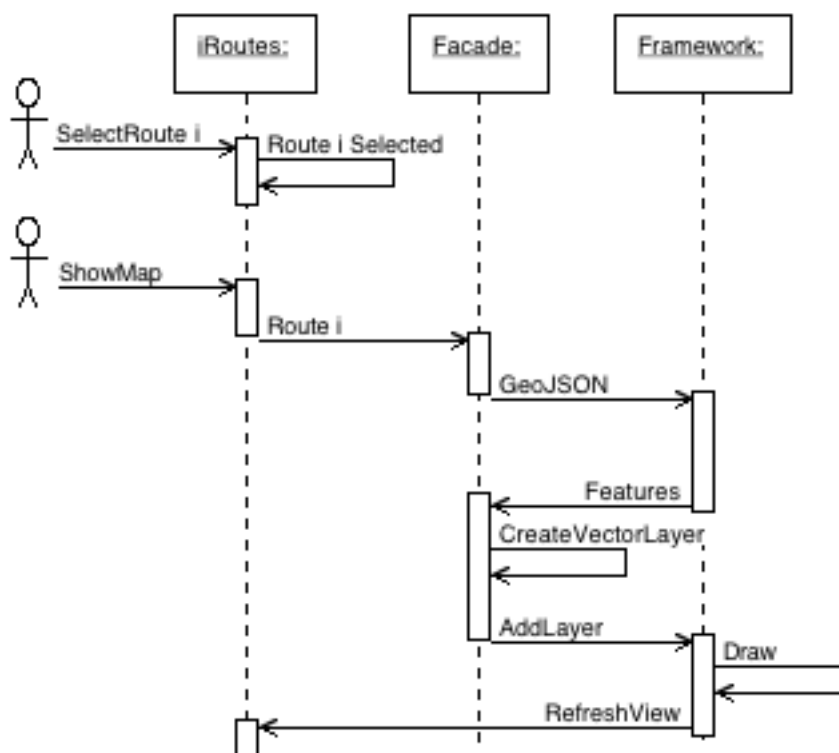 iRoutes:
Facade:
Framework:
SelectRoute i
Route i Selected
ShowMap
Route i
GeoJSON
Features
CreateVectorLayer
AddLayer
Draw
RefreshView